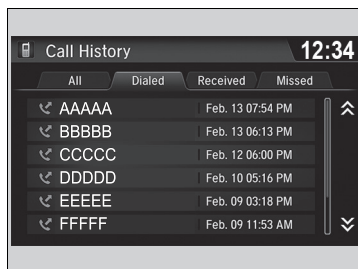 Call History 12:34
All Dialed Received Missed
AAAAA Feb. 13 07:54 PM
BBBBB Feb. 13 06:13 PM
CCCCC Feb. 12 06:00 PM
DDDDD Feb. 10 05:16 PM
EEEEE Feb. 09 03:18 PM
FFFFF Feb. 09 11:53 AM